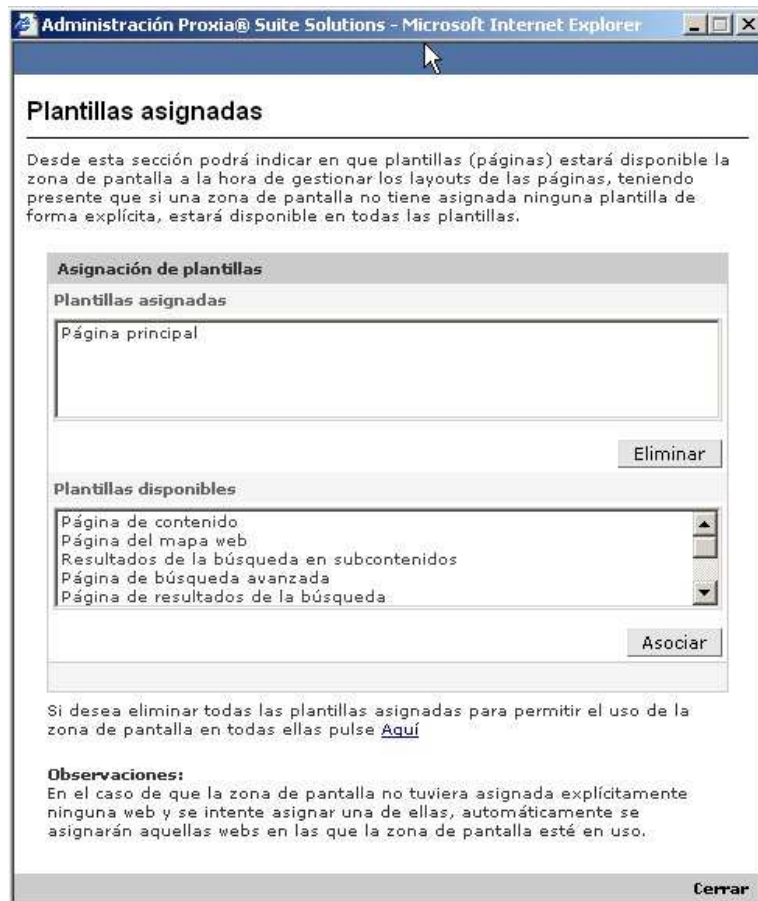 Administración Proxia® Suite Solutions - Microsoft Internet Explorer
Plantillas asignadas
Desde esta sección podrá indicar en que plantillas (páginas) estará disponible la
zona de pantalla a la hora de gestionar los layouts de las páginas, teniendo
presente que si una zona de pantalla no tiene asignada ninguna plantilla de
forma explícita, estará disponible en todas las plantillas.
Asignación de plantillas
Plantillas asignadas
Página principal
Eliminar
Plantillas disponibles
Página de contenido
Página del mapa web
Resultados de la búsqueda en subcontenidos
Página de búsqueda avanzada
Página de resultados de la búsqueda
Asociar
Si desea eliminar todas las plantillas asignadas para permitir el uso de la
zona de pantalla en todas ellas pulse Aquí
Observaciones:
En el caso de que la zona de pantalla no tuviera asignada explícitamente
ninguna web y se intente asignar una de ellas, automáticamente se
asignarán aquellas webs en las que la zona de pantalla esté en uso.
Cerrar